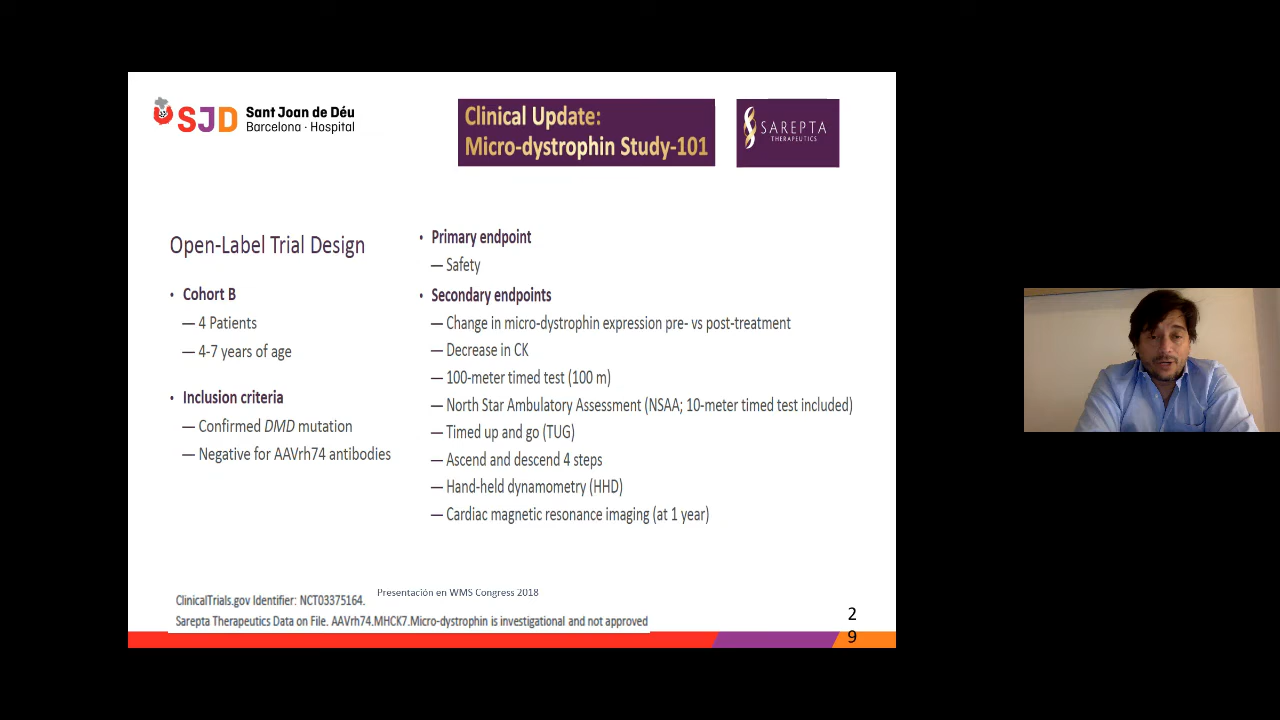 SJD
Sant Joan de Déu
Barcelona · Hospital
Clinical Update:
Micro-dystrophin Study-101
SAREPTA
THERAPEUTICS
Open-Label Trial Design
• Cohort B
— 4 Patients
— 4-7 years of age
• Inclusion criteria
— Confirmed DMD mutation
— Negative for AAVrh74 antibodies
• Primary endpoint
— Safety
• Secondary endpoints
— Change in micro-dystrophin expression pre- vs post-treatment
— Decrease in CK
— 100-meter timed test (100 m)
— North Star Ambulatory Assessment (NSAA; 10-meter timed test included)
— Timed up and go (TUG)
— Ascend and descend 4 steps
— Hand-held dynamometry (HHD)
— Cardiac magnetic resonance imaging (at 1 year)
Presentación en WMS Congress 2018
ClinicalTrials.gov Identifier: NCT03375164.
Sarepta Therapeutics Data on File. AAVrh74.MHCK7.Micro-dystrophin is investigational and not approved
2
9